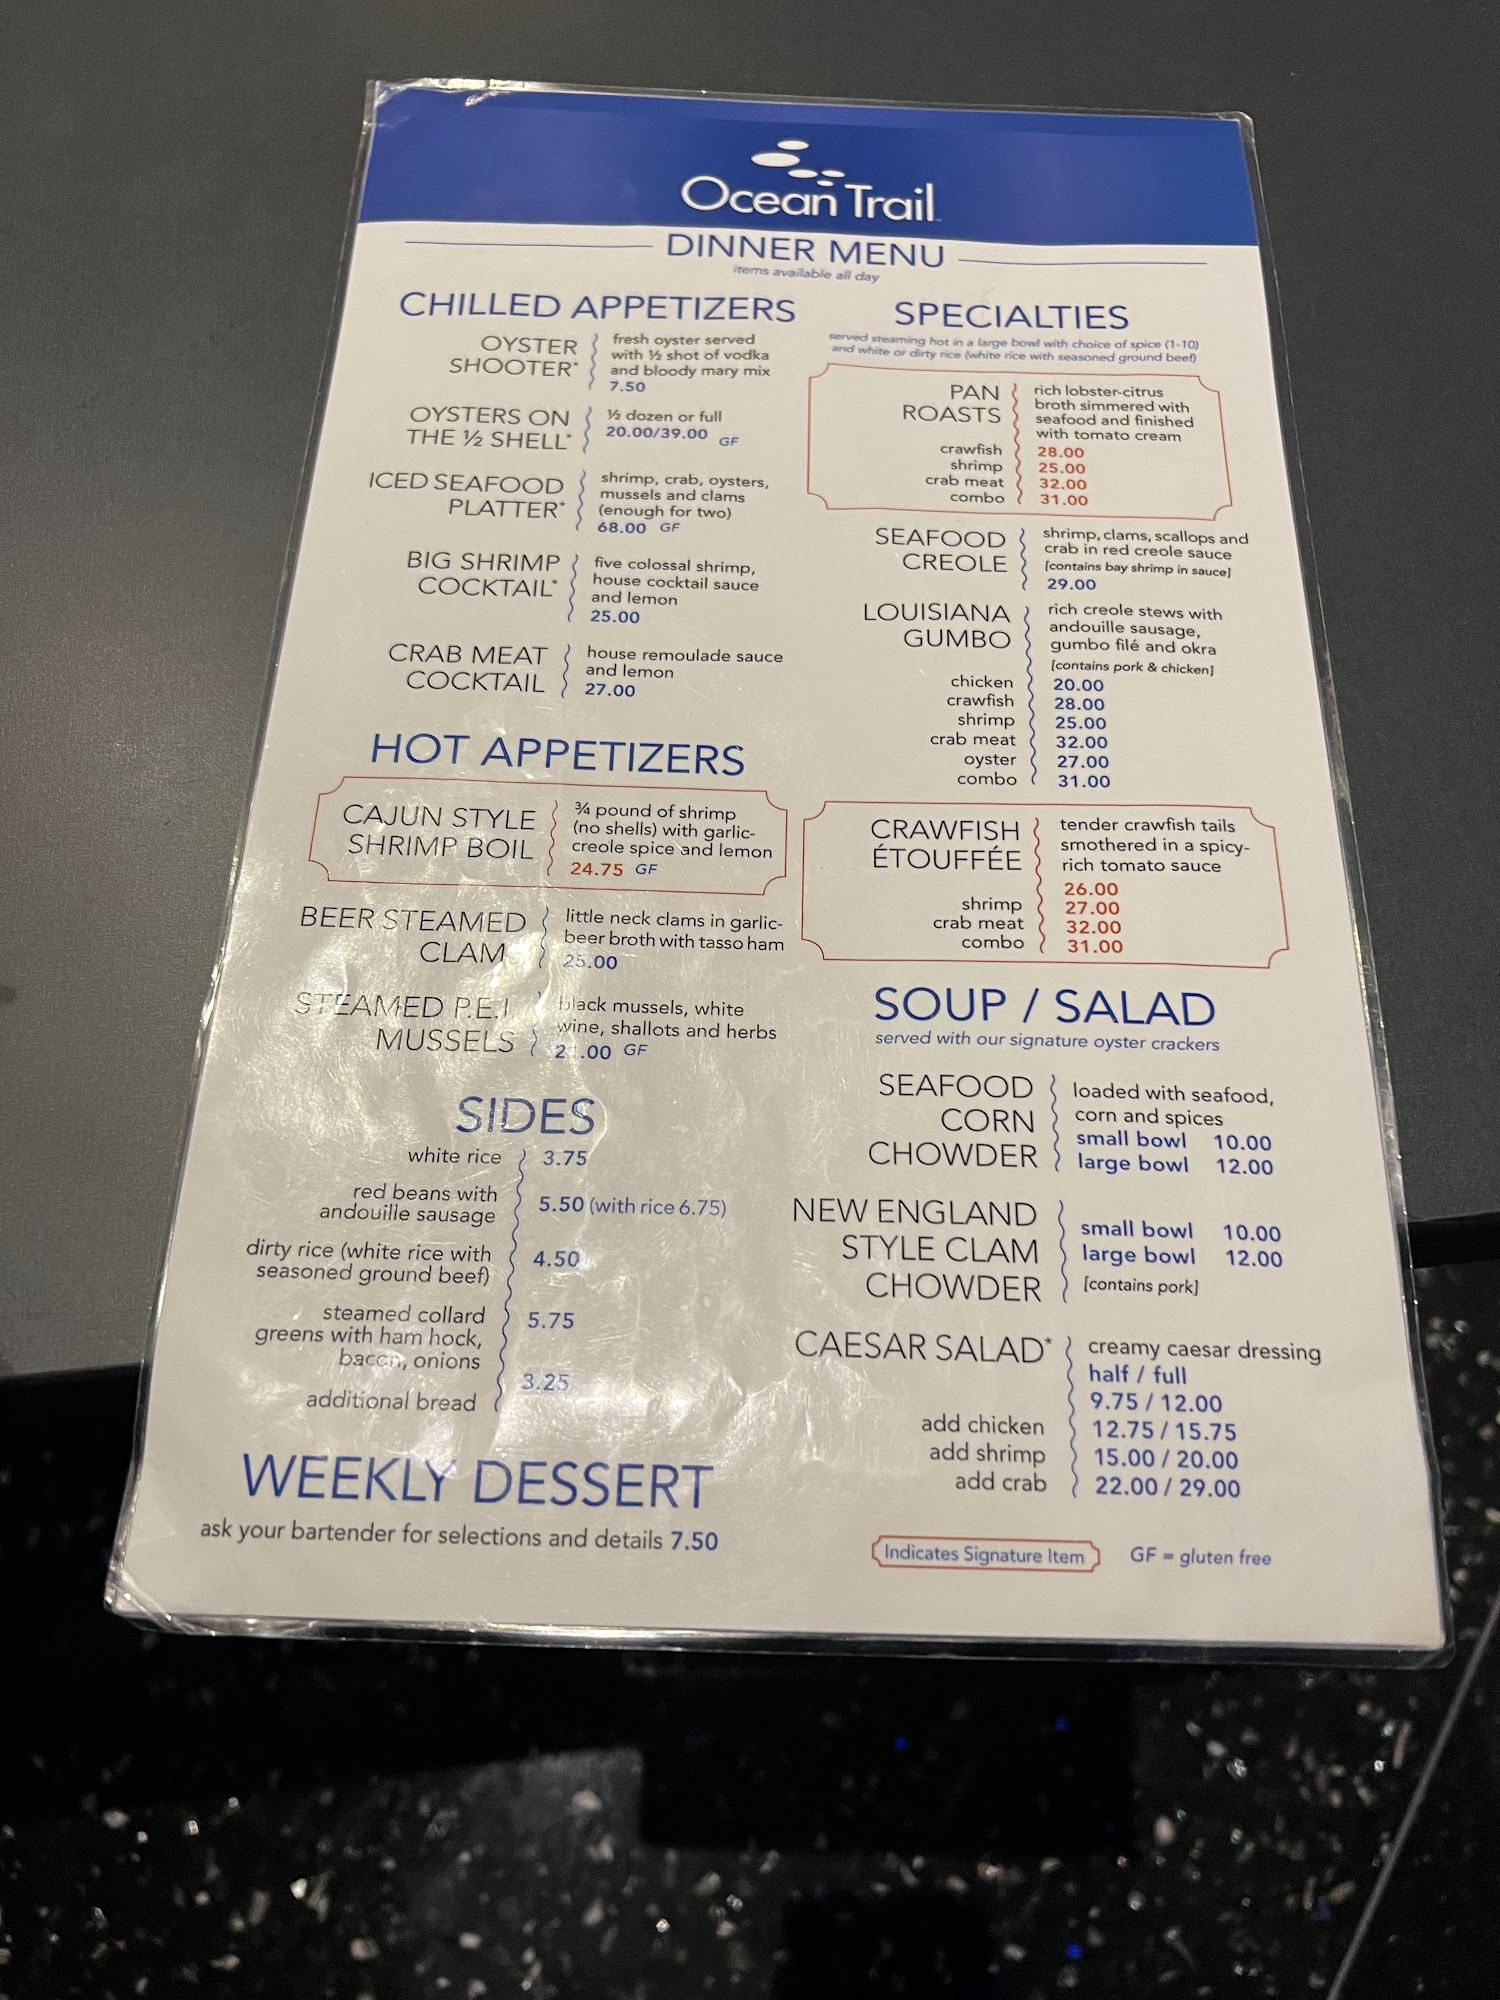 Ocean Trail
DINNER MENU
items available all day
CHILLED APPETIZERS
OYSTER
SHOOTER*
fresh oyster served
with ½ shot of vodka
and bloody mary mix
7.50
OYSTERS ON
THE ½ SHELL*
½ dozen or full
20.00/39.00 GF
ICED SEAFOOD
PLATTER*
shrimp, crab, oysters,
mussels and clams
(enough for two)
68.00 GF
BIG SHRIMP
COCKTAIL*
five colossal shrimp,
house cocktail sauce
and lemon
25.00
CRAB MEAT
COCKTAIL
house remoulade sauce
and lemon
27.00
HOT APPETIZERS
CAJUN STYLE
SHRIMP BOIL
¾ pound of shrimp
(no shells) with garlic-
creole spice and lemon
24.75 GF
BEER STEAMED
CLAM
little neck clams in garlic-
beer broth with tasso ham
25.00
STEAMED P.E.I.
MUSSELS
black mussels, white
wine, shallots and herbs
21.00 GF
SIDES
white rice 3.75
red beans with
andouille sausage
5.50 (with rice 6.75)
dirty rice (white rice with
seasoned ground beef)
4.50
steamed collard
greens with ham hock,
bacon, onions
5.75
additional bread 3.25
WEEKLY DESSERT
ask your bartender for selections and details 7.50
SPECIALTIES
served steaming hot in a large bowl with choice of spice (1-10)
and white or dirty rice (white rice with seasoned ground beef)
PAN
ROASTS
rich lobster-citrus
broth simmered with
seafood and finished
with tomato cream
crawfish 28.00
shrimp 25.00
crab meat 32.00
combo 31.00
SEAFOOD
CREOLE
shrimp, clams, scallops and
crab in red creole sauce
[contains bay shrimp in sauce]
29.00
LOUISIANA
GUMBO
rich creole stews with
andouille sausage,
gumbo filé and okra
[contains pork & chicken]
chicken 20.00
crawfish 28.00
shrimp 25.00
crab meat 32.00
oyster 27.00
combo 31.00
CRAWFISH
ÉTOUFFÉE
tender crawfish tails
smothered in a spicy-
rich tomato sauce
26.00
shrimp 27.00
crab meat 32.00
combo 31.00
SOUP / SALAD
served with our signature oyster crackers
SEAFOOD
CORN
CHOWDER
loaded with seafood,
corn and spices
small bowl 10.00
large bowl 12.00
NEW ENGLAND
STYLE CLAM
CHOWDER
small bowl 10.00
large bowl 12.00
[contains pork]
CAESAR SALAD*
creamy caesar dressing
half / full
9.75 / 12.00
add chicken 12.75 / 15.75
add shrimp 15.00 / 20.00
add crab 22.00 / 29.00
Indicates Signature Item
GF = gluten free